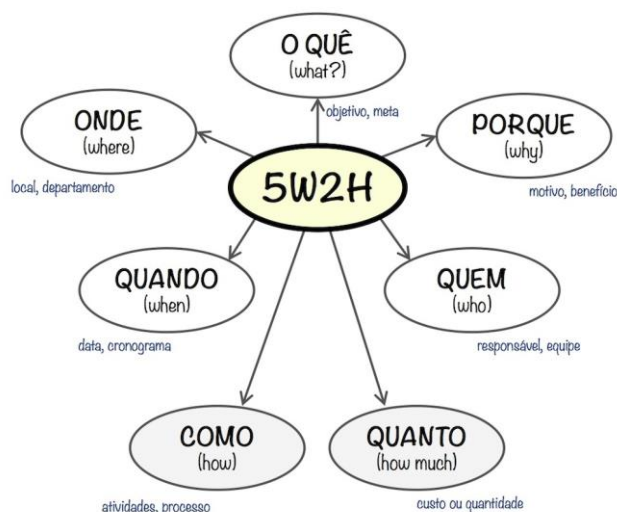 O QUÊ
(what?)
objetivo, meta
ONDE
(where)
local, departamento
PORQUE
(why)
motivo, benefício
5W2H
QUANDO
(when)
data, cronograma
QUEM
(who)
responsável, equipe
COMO
(how)
atividades, processo
QUANTO
(how much)
custo ou quantidade